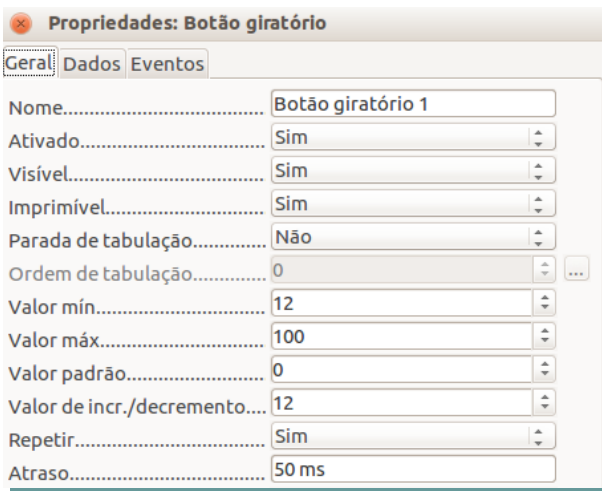 Propriedades: Botão giratório
Geral Dados Eventos
Nome..................................... Botão giratório 1
Ativado.................................. Sim
Visível................................... Sim
Imprimível.............................. Sim
Parada de tabulação.............. Não
Ordem de tabulação.............. 0 ...
Valor mín................................ 12
Valor máx............................... 100
Valor padrão.......................... 0
Valor de incr./decremento.... 12
Repetir................................... Sim
Atraso.................................... 50 ms